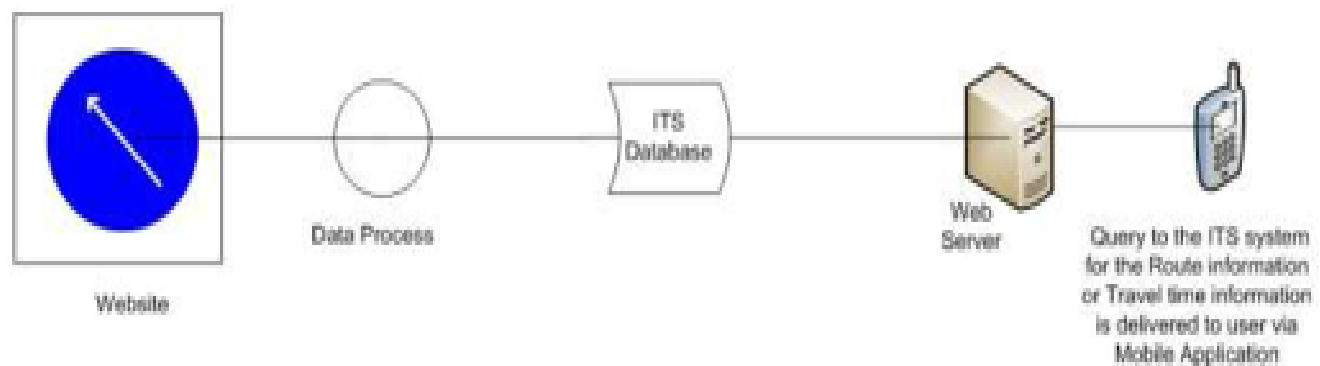 Website
Data Process
ITS
Database
Web
Server
Query to the ITS system
for the Route information
or Travel time information
is delivered to user via
Mobile Application